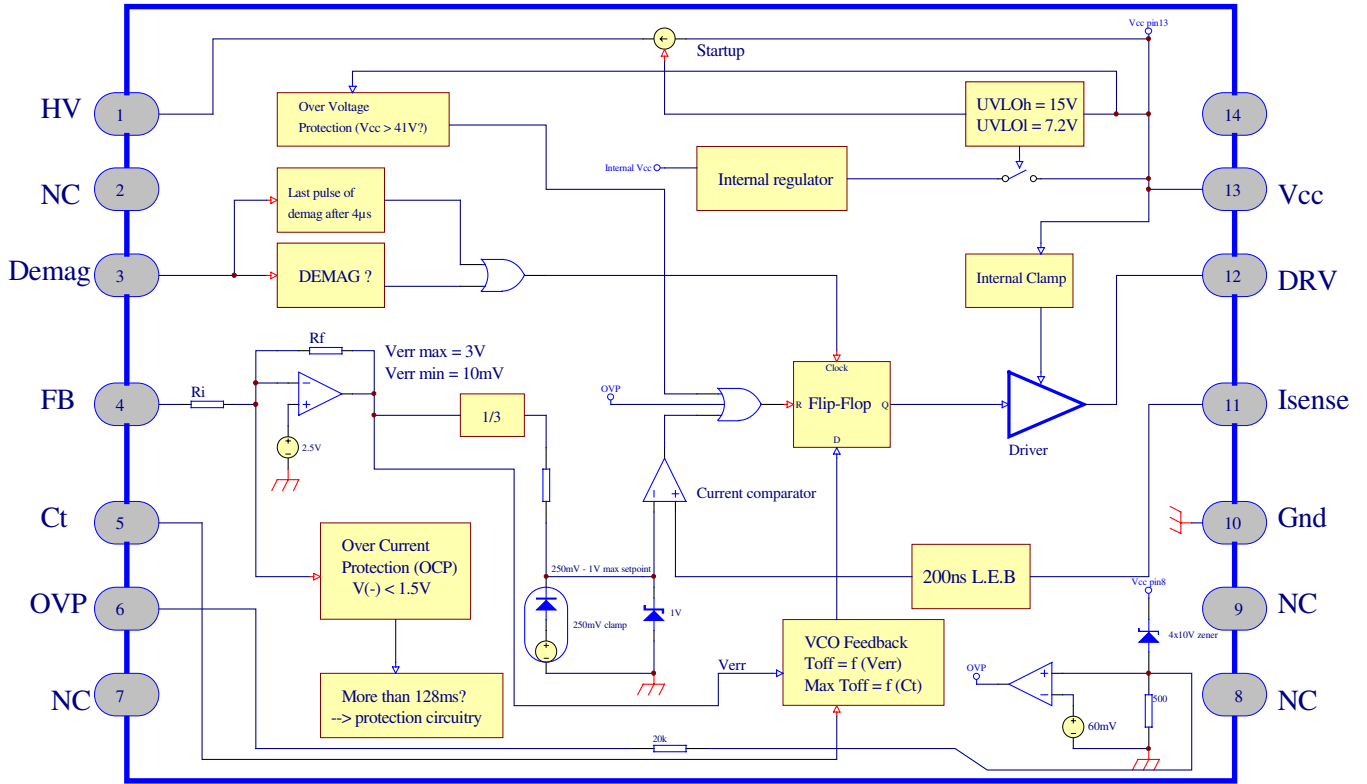 Vcc pin13
Startup
HV
1
Over Voltage
Protection (Vcc > 41V?)
UVLOh = 15V
UVLOl = 7.2V
14
NC
2
Last pulse of
demag after 4µs
Internal Vcc
Internal regulator
13
Vcc
Demag
3
DEMAG ?
Internal Clamp
12
DRV
Rf
Verr max = 3V
Verr min = 10mV
FB
4
Ri
−
+
2.5V
+
−
1/3
OVP
Clock
R
Flip-Flop
Q
D
Driver
11
Isense
−
+
Current comparator
Ct
5
Over Current
Protection (OCP)
V(-) < 1.5V
250mV - 1V max setpoint
250mV clamp
+
−
1V
200ns L.E.B
10
Gnd
Vcc pin8
4x10V zener
9
NC
OVP
6
VCO Feedback
Toff = f (Verr)
Max Toff = f (Ct)
Verr
OVP
+
−
60mV
+
−
500
8
NC
NC
7
More than 128ms?
--> protection circuitry
20k